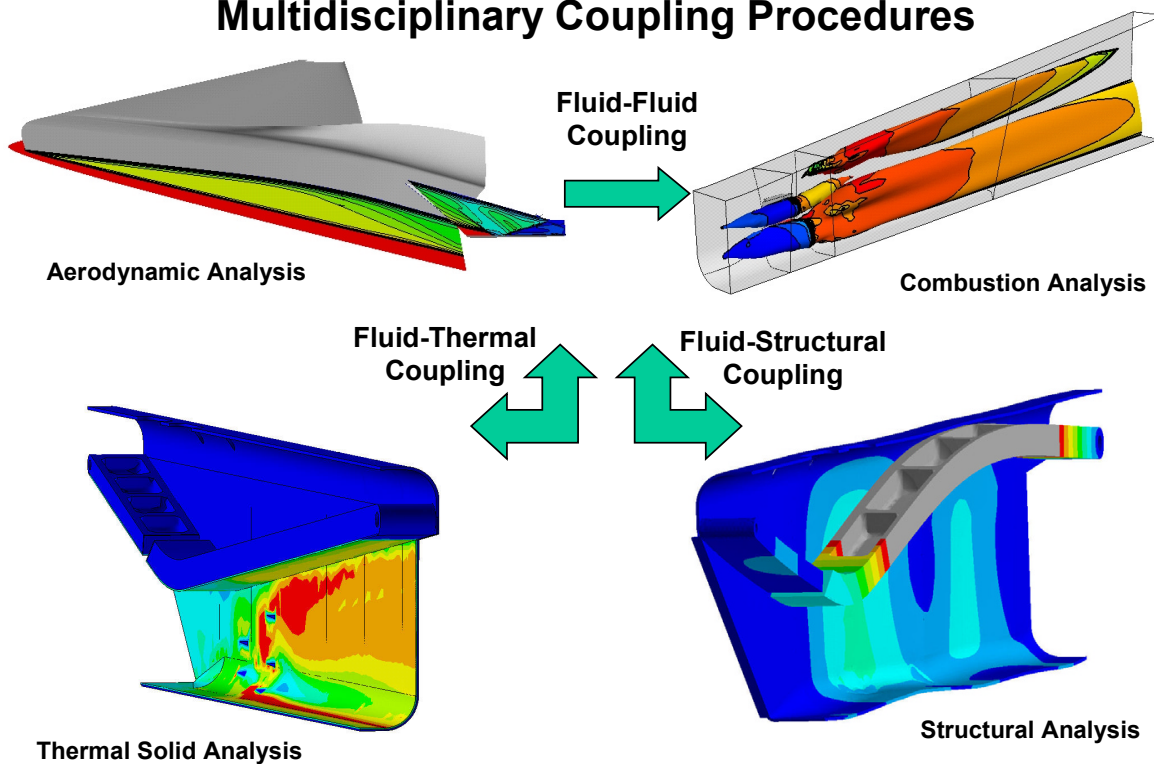 Multidisciplinary Coupling Procedures
Fluid-Fluid
Coupling
Aerodynamic Analysis
Combustion Analysis
Fluid-Thermal
Coupling
Fluid-Structural
Coupling
Thermal Solid Analysis
Structural Analysis